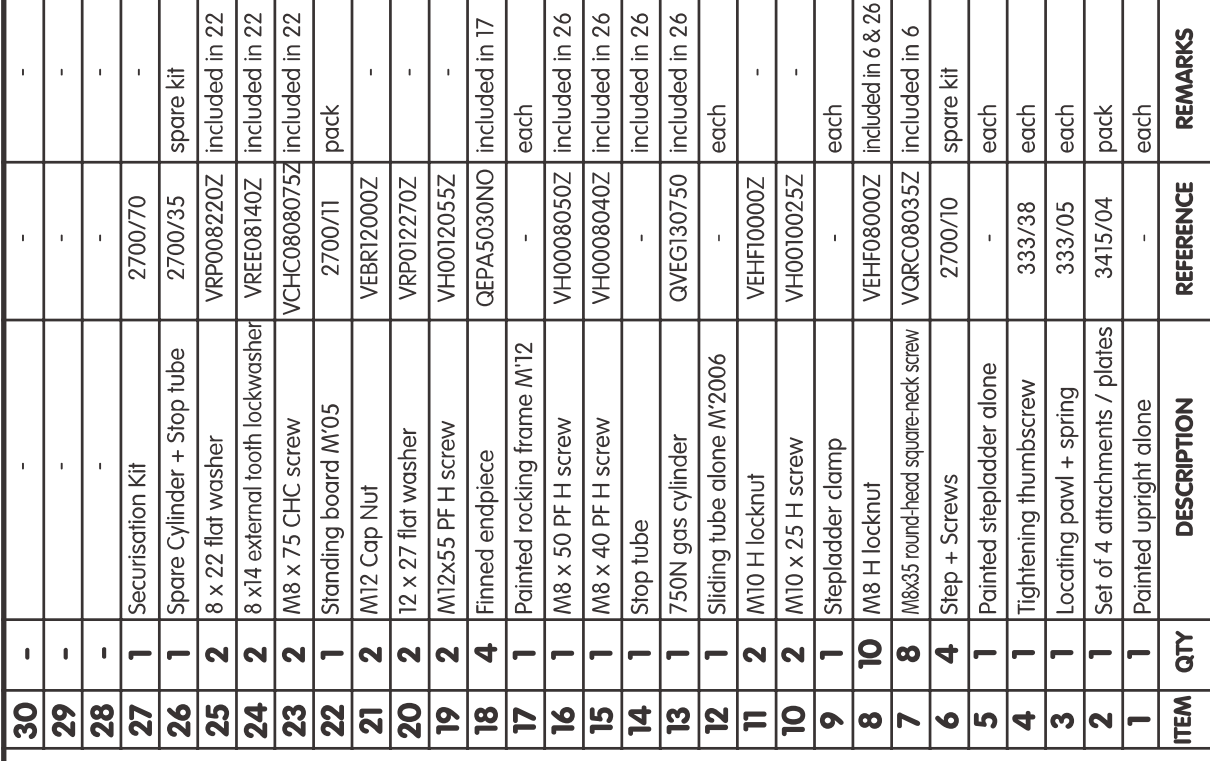 30 - - - -
29 - - - -
28 - - - -
27 1 Securisation Kit 2700/70 -
26 1 Spare Cylinder + Stop tube 2700/35 spare kit
25 2 8 x 22 flat washer VRP008220Z included in 22
24 2 8 x14 external tooth lockwasher VREE08140Z included in 22
23 2 M8 x 75 CHC screw VCHC0808075Z included in 22
22 1 Standing board M'05 2700/11 pack
21 2 M12 Cap Nut VEBR12000Z -
20 2 12 x 27 flat washer VRP012270Z -
19 2 M12x55 PF H screw VH0012055Z -
18 4 Finned endpiece QEPA5030NO included in 17
17 1 Painted rocking frame M'12 - each
16 1 M8 x 50 PF H screw VH0008050Z included in 26
15 1 M8 x 40 PF H screw VH0008040Z included in 26
14 1 Stop tube - included in 26
13 1 750N gas cylinder QVEG130750 included in 26
12 1 Sliding tube alone M'2006 - each
11 2 M10 H locknut VEHF10000Z -
10 2 M10 x 25 H screw VH0010025Z -
9 1 Stepladder clamp - each
8 10 M8 H locknut VEHF08000Z included in 6 & 26
7 8 M8x35 round-head square-neck screw VQRC08035Z included in 6
6 4 Step + Screws 2700/10 spare kit
5 1 Painted stepladder alone - each
4 1 Tightening thumbscrew 333/38 each
3 1 Locating pawl + spring 333/05 each
2 1 Set of 4 attachments / plates 3415/04 pack
1 1 Painted upright alone - each
ITEM QTY DESCRIPTION REFERENCE REMARKS